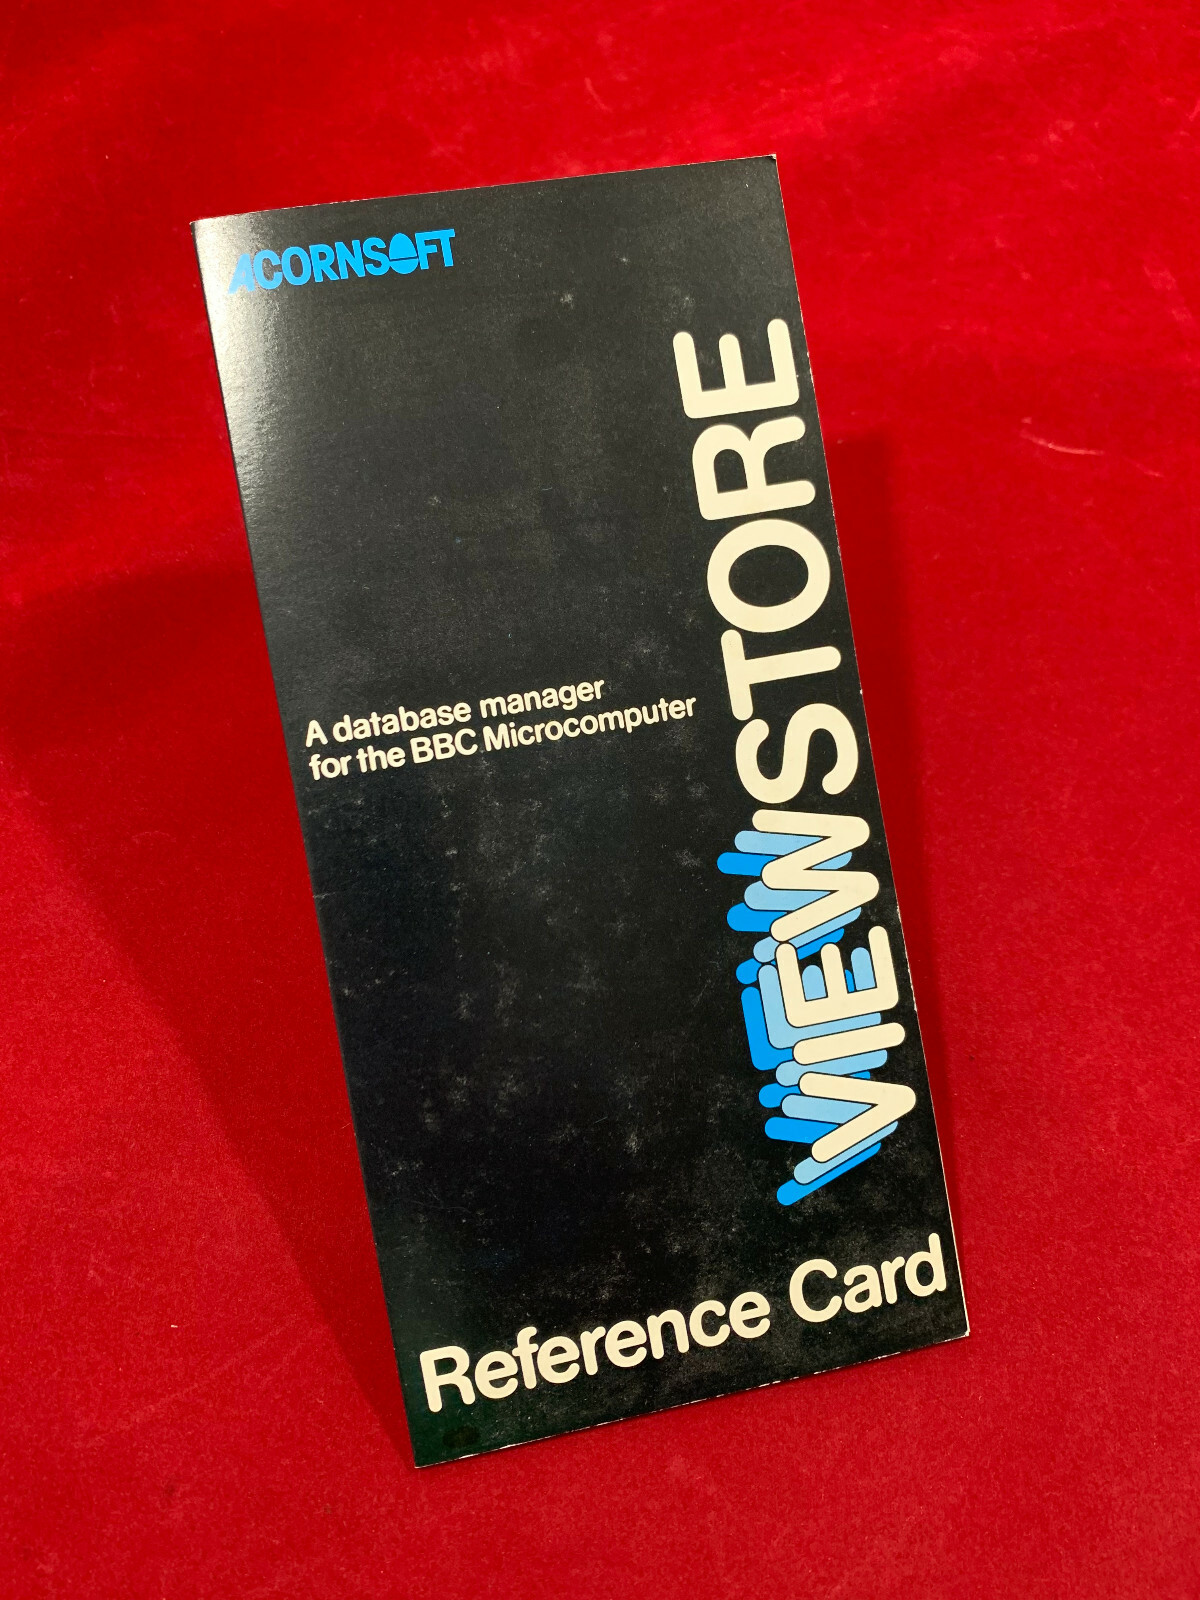 ACORNSOFT
A database manager
for the BBC Microcomputer
VIEWSTORE
Reference Card